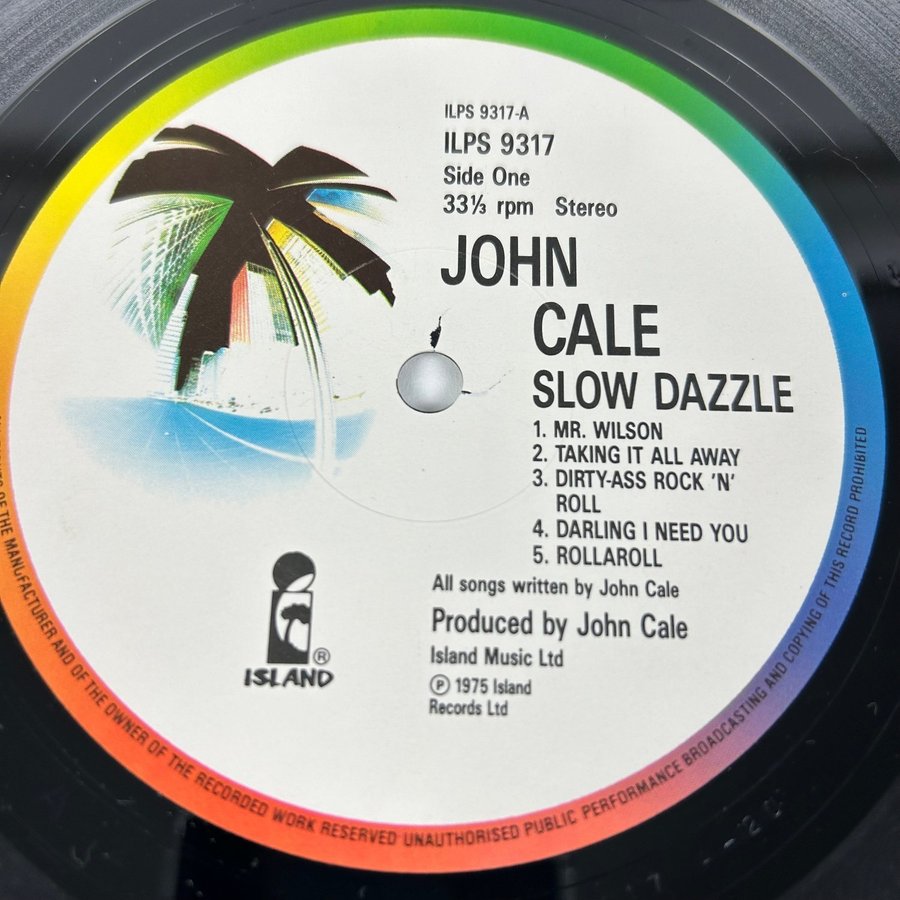 ILPS 9317-A
ILPS 9317
Side One
33⅓ rpm Stereo
JOHN
CALE
SLOW DAZZLE
1. MR. WILSON
2. TAKING IT ALL AWAY
3. DIRTY-ASS ROCK 'N'
ROLL
4. DARLING I NEED YOU
5. ROLLAROLL
All songs written by John Cale
Produced by John Cale
Island Music Ltd
℗ 1975 Island
Records Ltd
ISLAND®
OF THE MANUFACTURER AND OF THE OWNER OF THE RECORDED WORK RESERVED UNAUTHORISED PUBLIC PERFORMANCE BROADCASTING AND COPYING OF THIS RECORD PROHIBITED